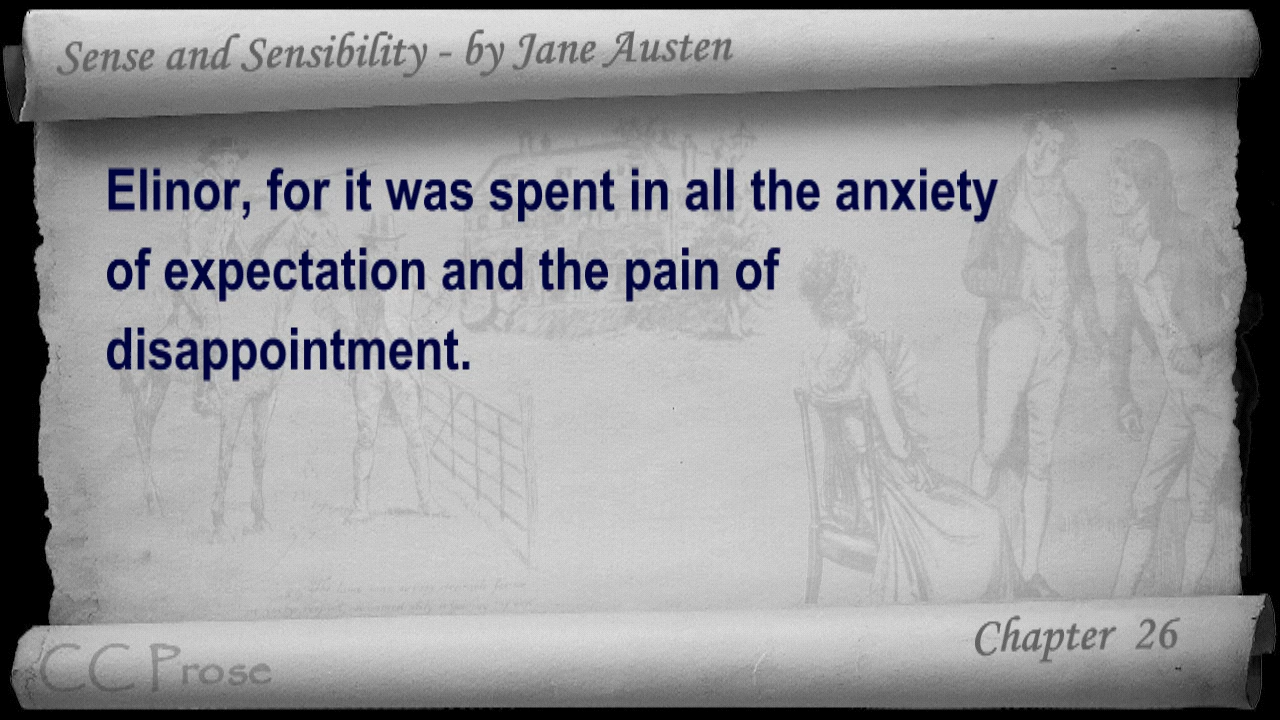 Sense and Sensibility - by Jane Austen
Elinor, for it was spent in all the anxiety
of expectation and the pain of
disappointment.
Chapter 26
CC Prose